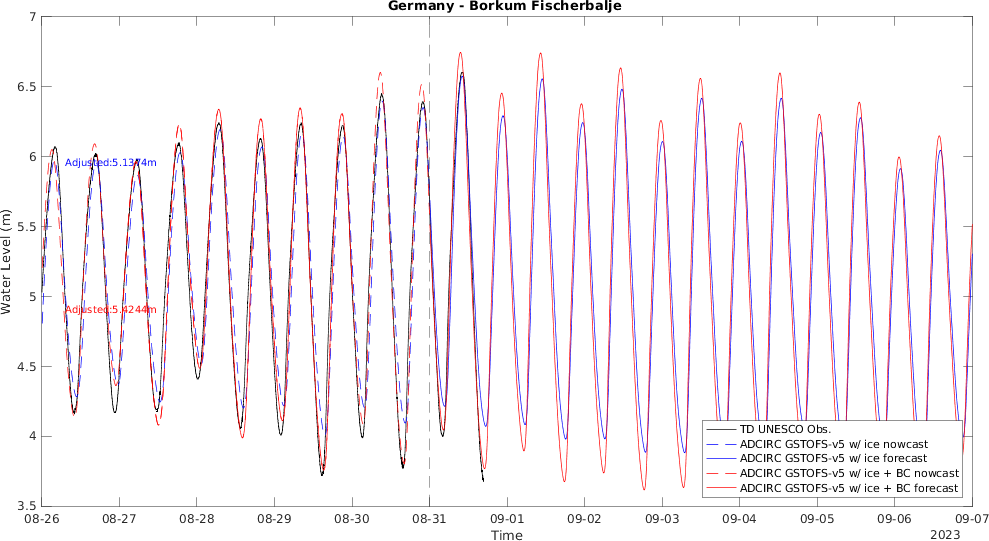 Germany - Borkum Fischerbalje
7
6.5
6
5.5
5
4.5
4
3.5
Water Level (m)
Adjusted:5.1374m
Adjusted:5.4244m
TD UNESCO Obs.
ADCIRC GSTOFS-v5 w/ ice nowcast
ADCIRC GSTOFS-v5 w/ ice forecast
ADCIRC GSTOFS-v5 w/ ice + BC nowcast
ADCIRC GSTOFS-v5 w/ ice + BC forecast
08-26 08-27 08-28 08-29 08-30 08-31 09-01 09-02 09-03 09-04 09-05 09-06 09-07
Time
2023